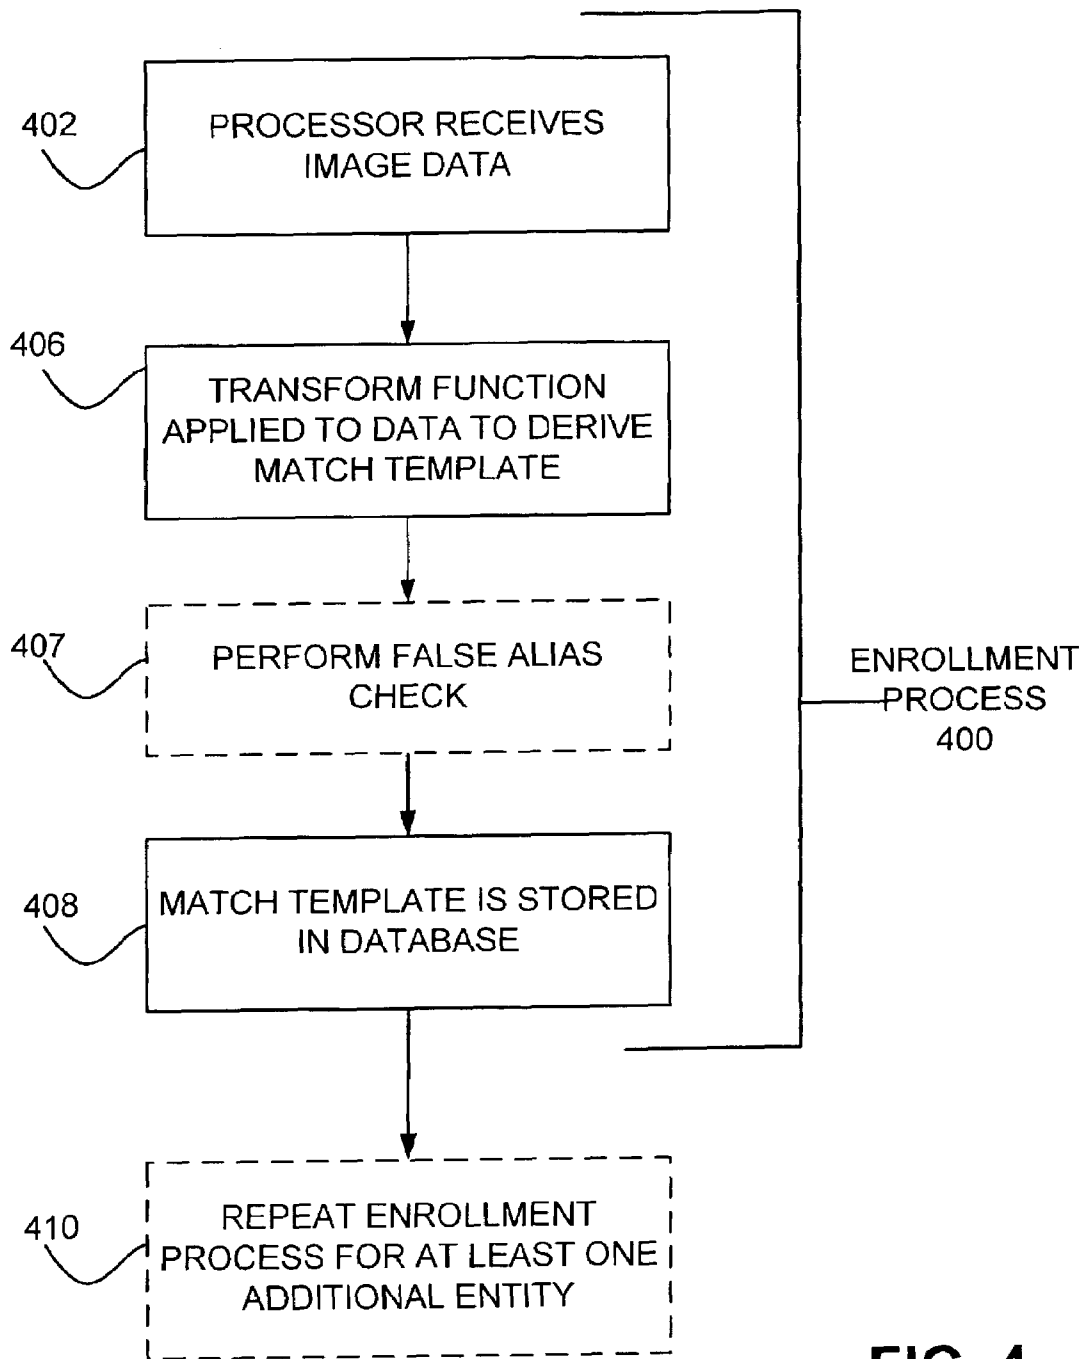 402
PROCESSOR RECEIVES
IMAGE DATA
406
TRANSFORM FUNCTION
APPLIED TO DATA TO DERIVE
MATCH TEMPLATE
407
PERFORM FALSE ALIAS
CHECK
ENROLLMENT
PROCESS
400
408
MATCH TEMPLATE IS STORED
IN DATABASE
410
REPEAT ENROLLMENT
PROCESS FOR AT LEAST ONE
ADDITIONAL ENTITY
FIG. 4